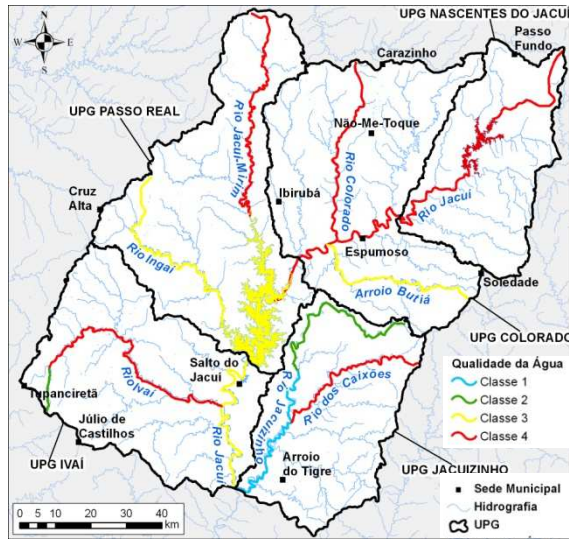 UPG NASCENTES DO JACUÍ
Passo
Fundo
Carazinho
UPG PASSO REAL
Não-Me-Toque
Rio Jacuí-Mirim
Rio Colorado
Cruz
Alta
Ibirubá
Rio Jacuí
Espumoso
Rio Ingaí
Soledade
Arroio Butiá
UPG COLORADO
Salto do
Jacuí
Rio Ivaí
Tupanciretã
Rio Jacuizinho
Rio dos Caixões
Júlio de
Castilhos
Rio Jacuí
Arroio
do Tigre
UPG IVAÍ
UPG JACUIZINHO
N
W E
S
Qualidade da Água
Classe 1
Classe 2
Classe 3
Classe 4
Sede Municipal
Hidrografia
UPG
0 5 10 20 30 40
km